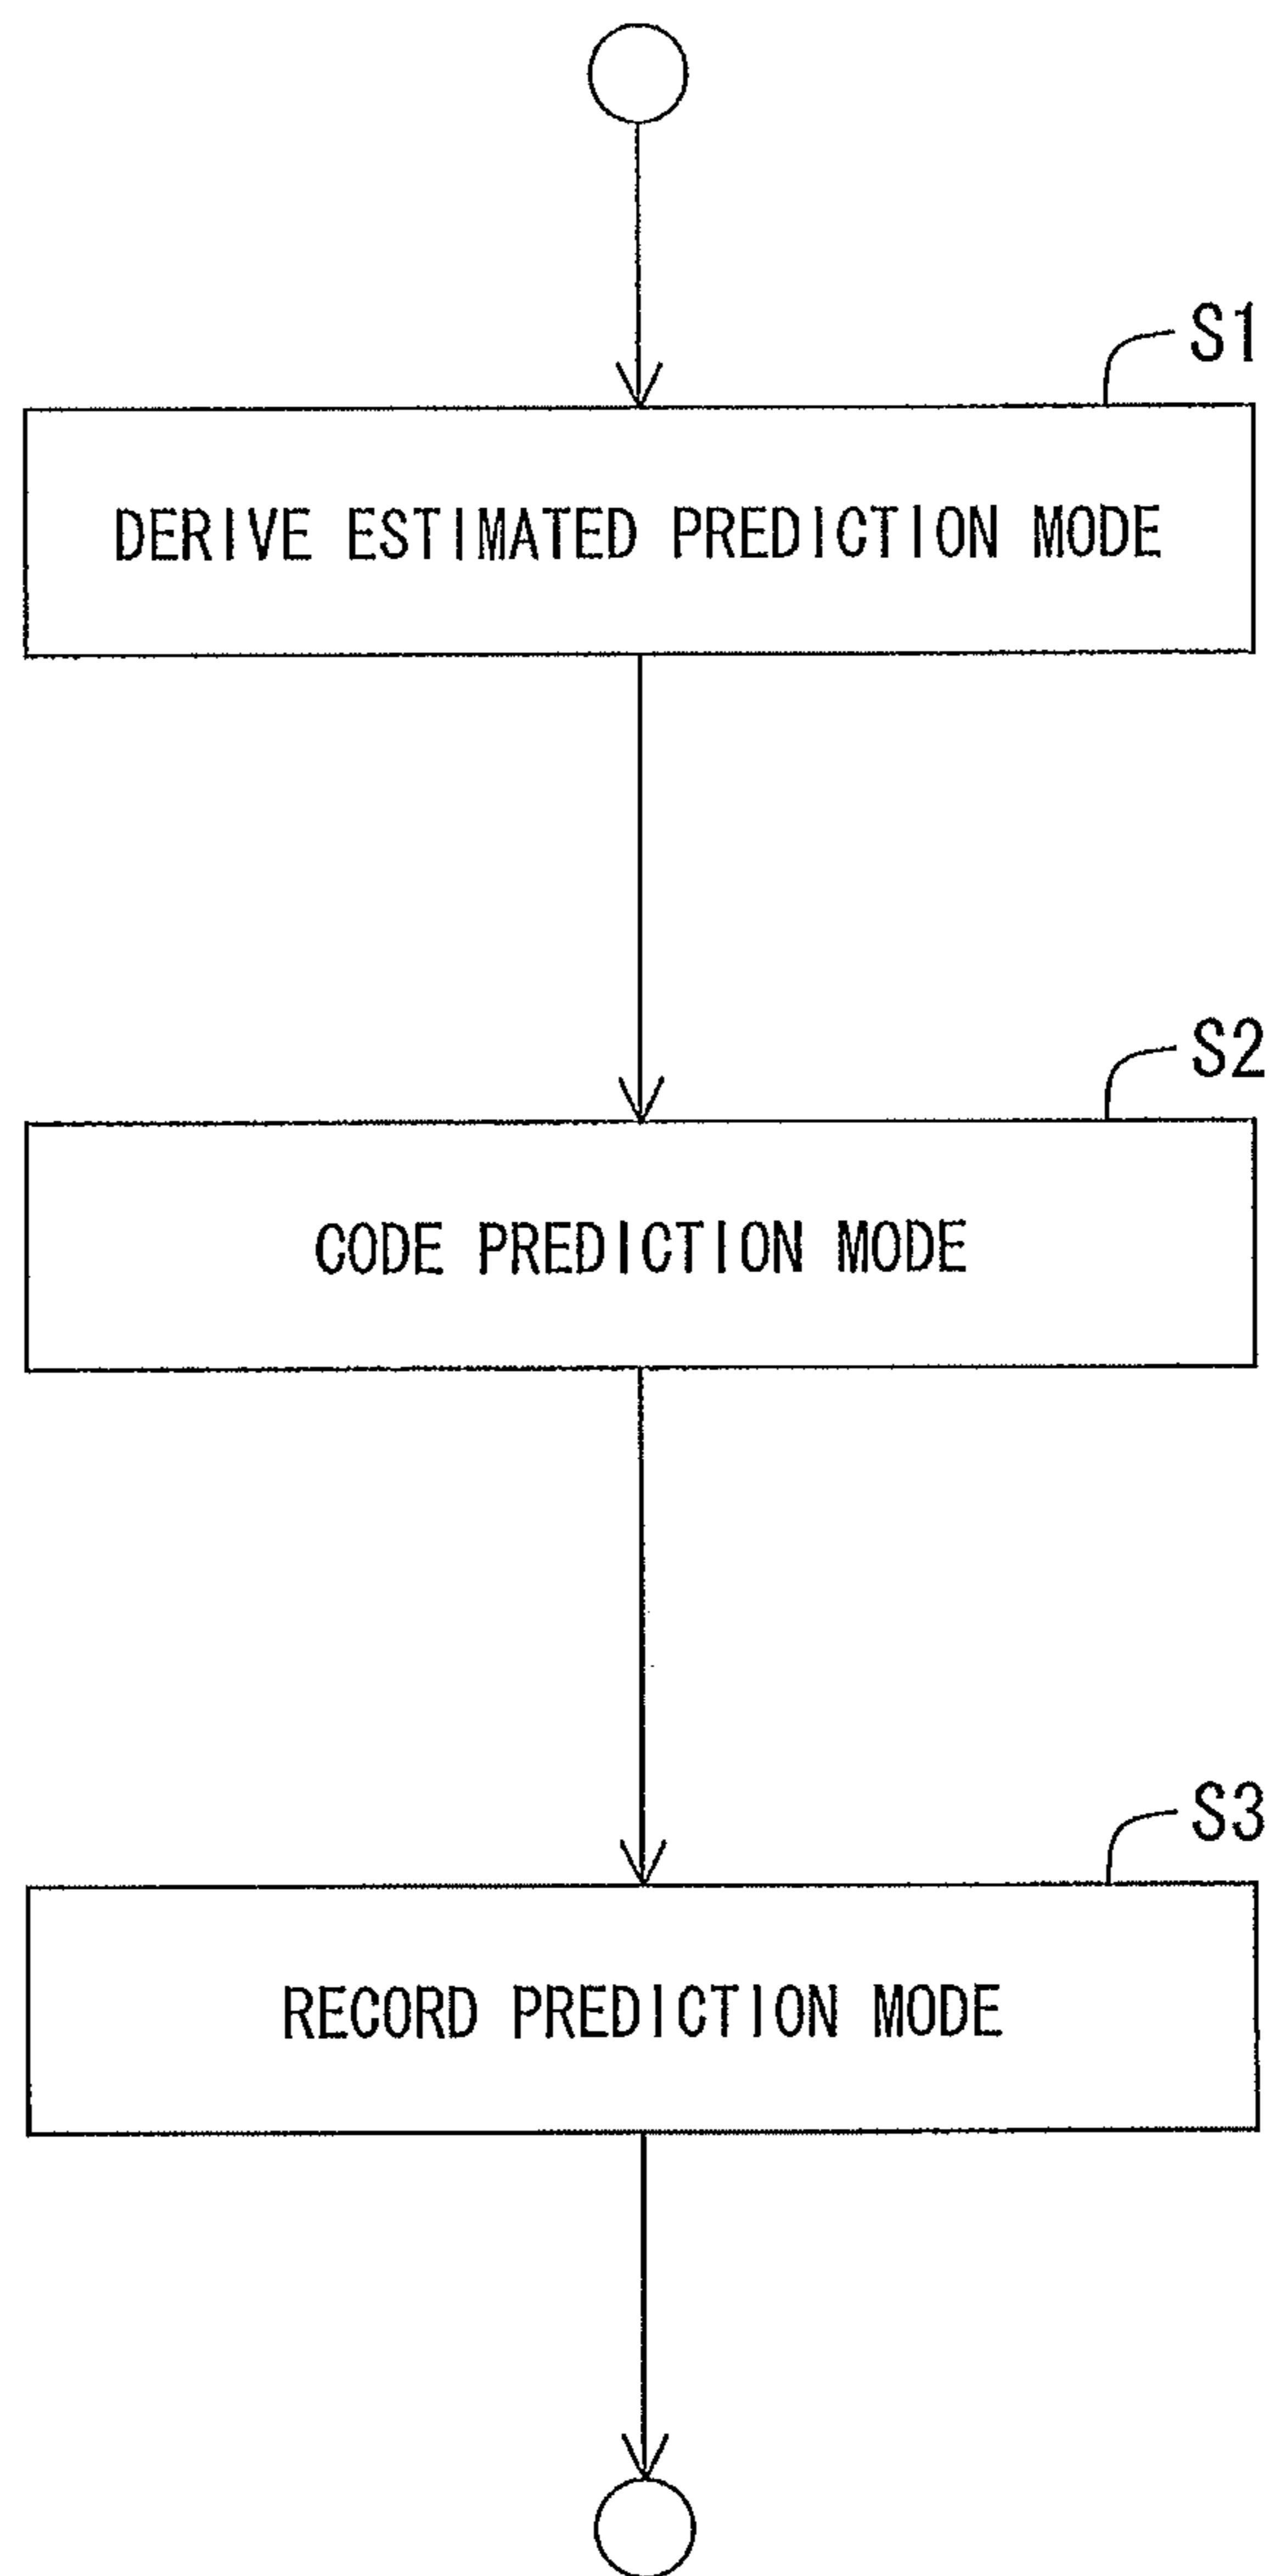 S1
DERIVE ESTIMATED PREDICTION MODE
S2
CODE PREDICTION MODE
S3
RECORD PREDICTION MODE